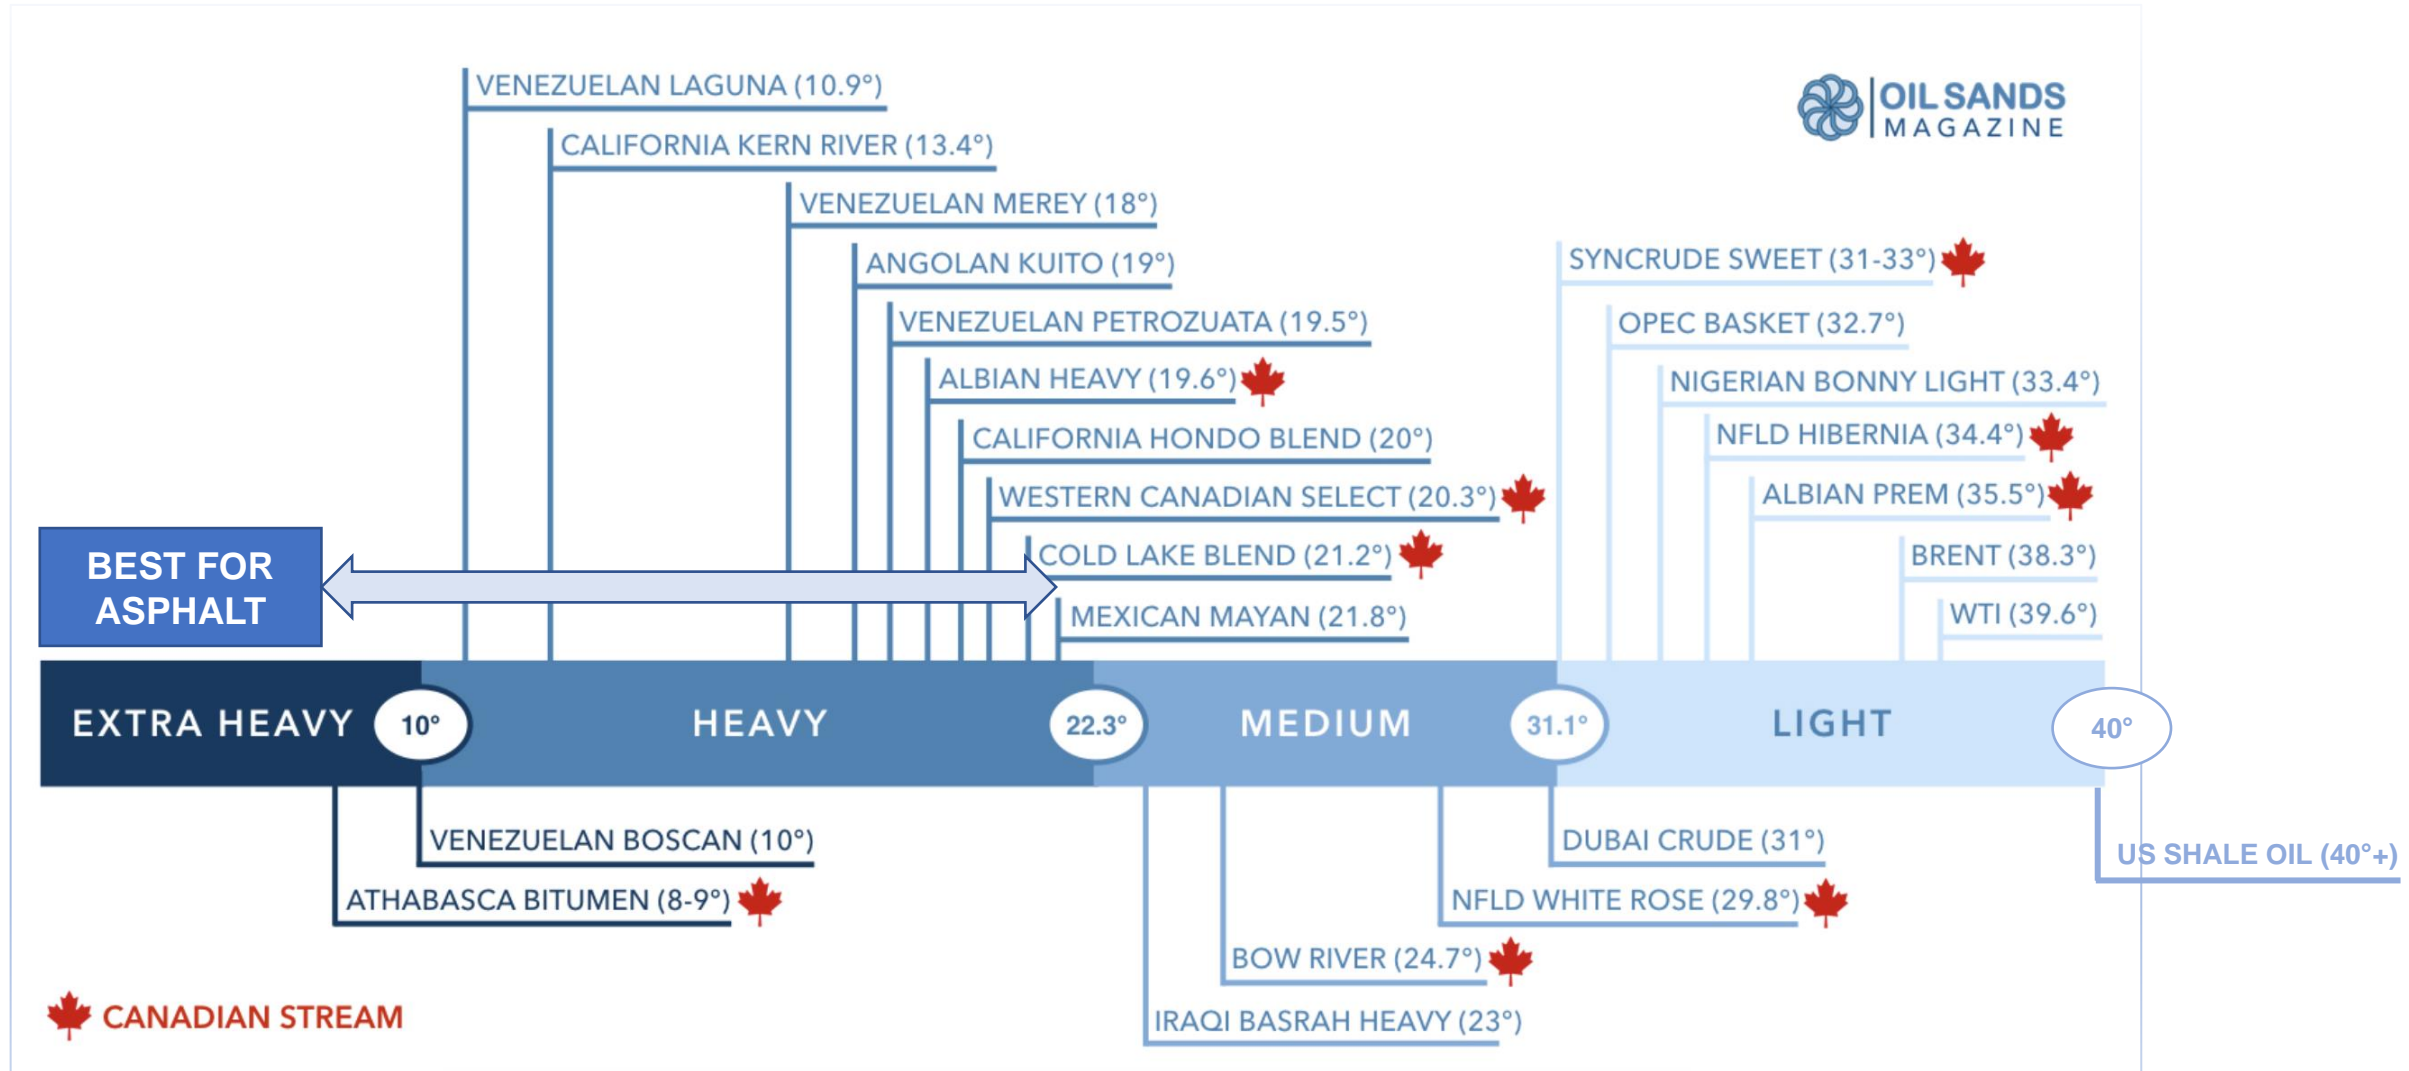 VENEZUELAN LAGUNA (10.9°)
OIL SANDS
MAGAZINE
CALIFORNIA KERN RIVER (13.4°)
VENEZUELAN MEREY (18°)
ANGOLAN KUITO (19°)
SYNCRUDE SWEET (31-33°)
VENEZUELAN PETROZUATA (19.5°)
OPEC BASKET (32.7°)
ALBIAN HEAVY (19.6°)
NIGERIAN BONNY LIGHT (33.4°)
CALIFORNIA HONDO BLEND (20°)
NFLD HIBERNIA (34.4°)
WESTERN CANADIAN SELECT (20.3°)
ALBIAN PREM (35.5°)
BEST FOR
ASPHALT
COLD LAKE BLEND (21.2°)
BRENT (38.3°)
MEXICAN MAYAN (21.8°)
WTI (39.6°)
EXTRA HEAVY
10°
HEAVY
22.3°
MEDIUM
31.1°
LIGHT
40°
VENEZUELAN BOSCAN (10°)
DUBAI CRUDE (31°)
US SHALE OIL (40°+)
ATHABASCA BITUMEN (8-9°)
NFLD WHITE ROSE (29.8°)
BOW RIVER (24.7°)
CANADIAN STREAM
IRAQI BASRAH HEAVY (23°)